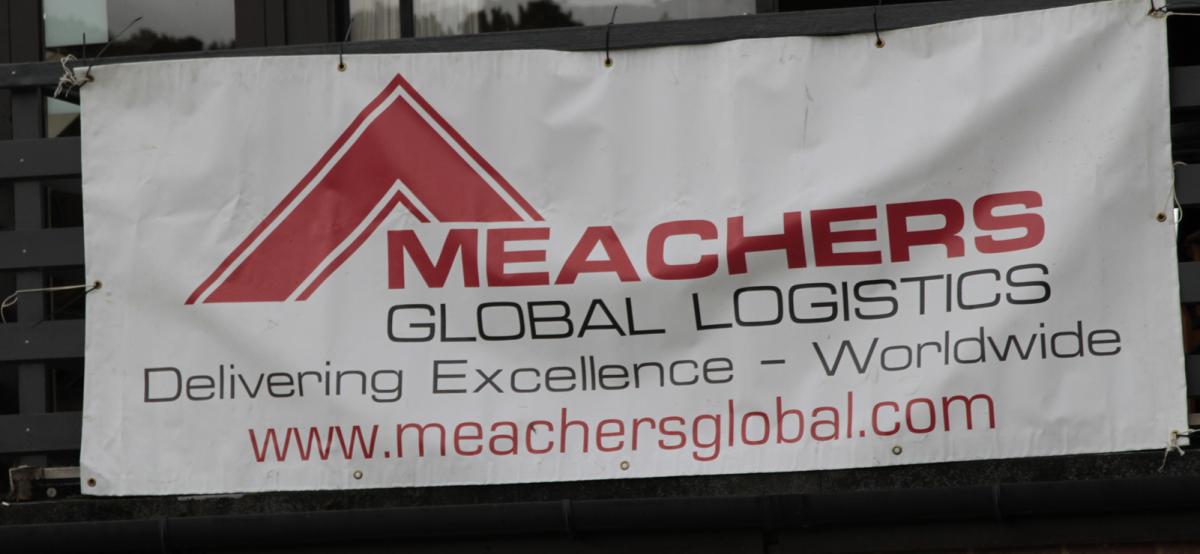 MEACHERS
GLOBAL LOGISTICS
Delivering Excellence - Worldwide
www.meachersglobal.com